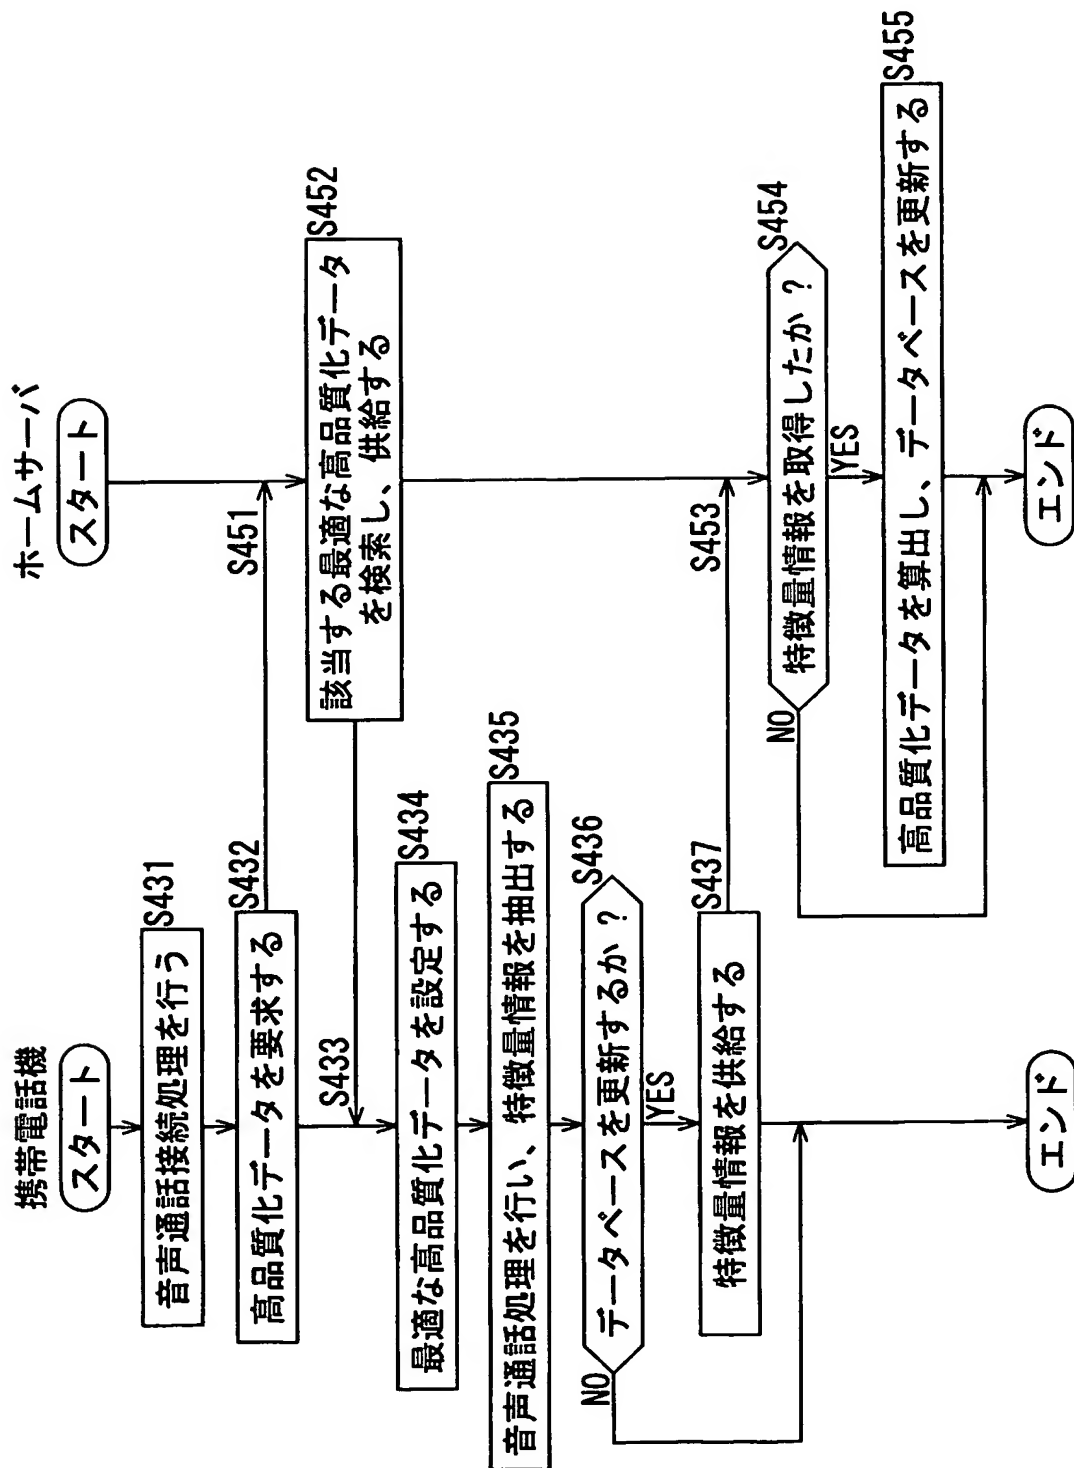 携帯電話機
スタート
音声通話接続処理を行う
S431
高品質化データを要求する
S432
S433
最適な高品質化データを設定する
S434
音声通話処理を行い、特徴量情報を抽出する
S435
データベースを更新するか?
S436
NO
YES
特徴量情報を供給する
S437
エンド
ホームサーバ
スタート
S451
該当する最適な高品質化データ
を検索し、供給する
S452
S453
特徴量情報を取得したか?
S454
NO
YES
高品質化データを算出し、データベースを更新する
S455
エンド